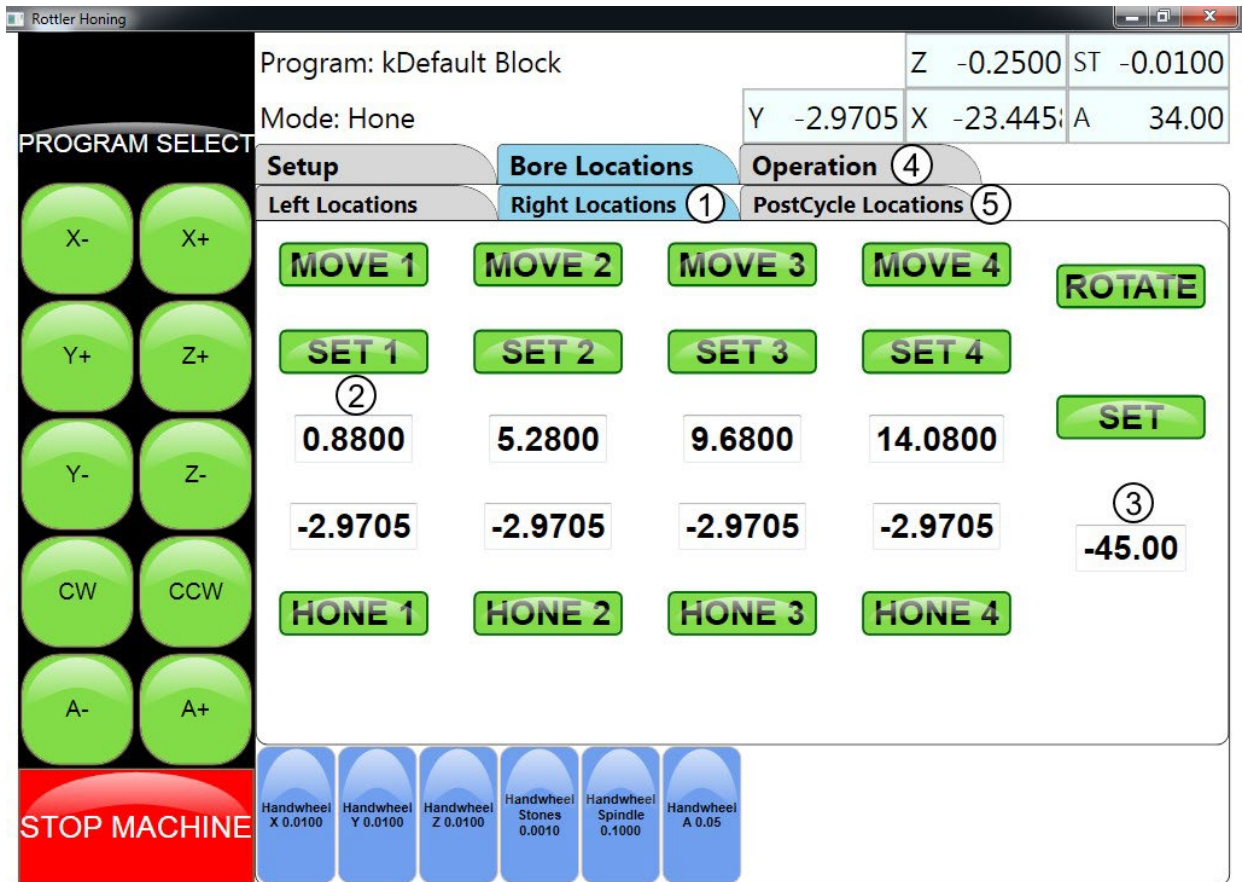 Rottler Honing
Program: kDefault Block
Z -0.2500 ST -0.0100
Mode: Hone
Y -2.9705 X -23.445 A 34.00
PROGRAM SELECT
Setup Bore Locations Operation 4
Left Locations Right Locations 1 PostCycle Locations 5
X- X+
MOVE 1 MOVE 2 MOVE 3 MOVE 4
ROTATE
Y+ Z+
SET 1 SET 2 SET 3 SET 4
2
SET
0.8800 5.2800 9.6800 14.0800
Y- Z-
3
-2.9705 -2.9705 -2.9705 -2.9705
-45.00
CW CCW
HONE 1 HONE 2 HONE 3 HONE 4
A- A+
STOP MACHINE
Handwheel
X 0.0100
Handwheel
Y 0.0100
Handwheel
Z 0.0100
Handwheel
Stones
0.0010
Handwheel
Spindle
0.1000
Handwheel
A 0.05